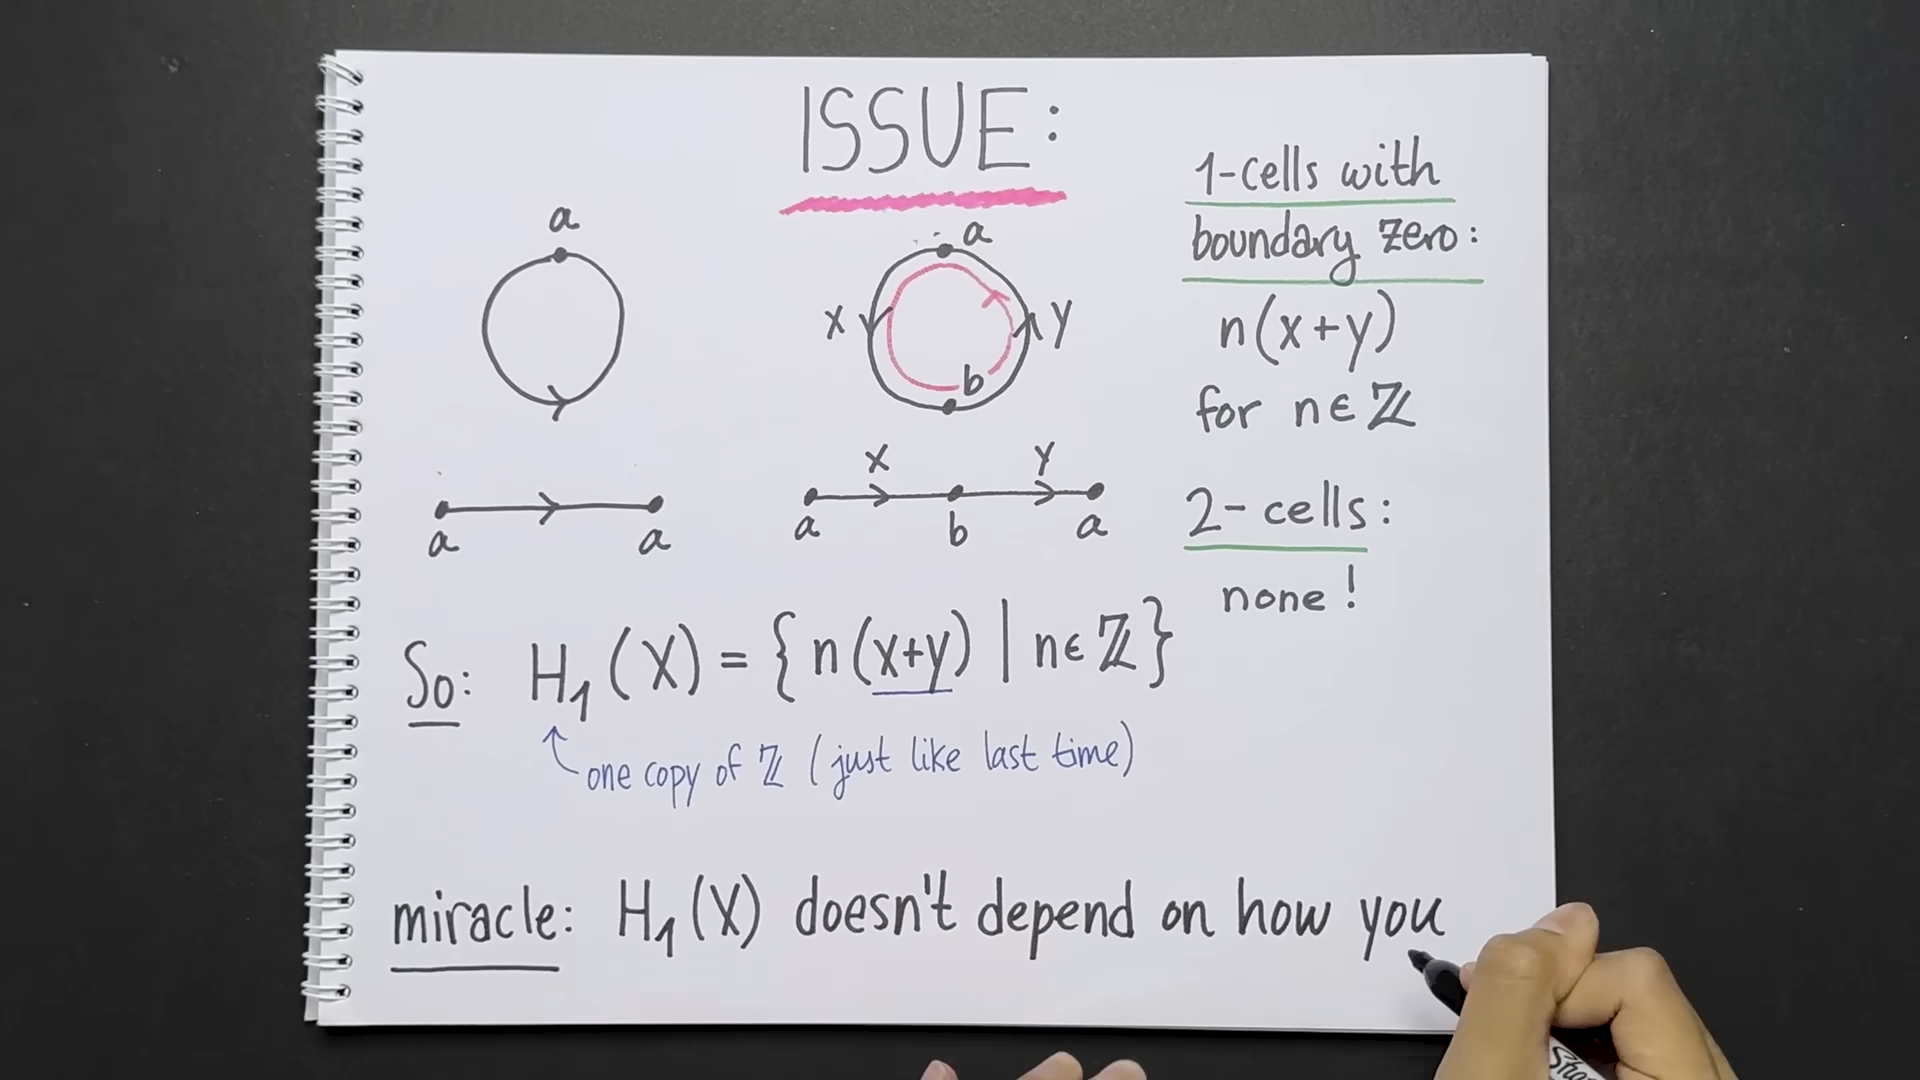 ISSUE:
a
a
x
y
b
a
a
x
y
a
b
a
1-cells with
boundary zero:
n(x+y)
for n∈ℤ
2-cells:
none!
So: H₁(X) = {n(x+y) | n∈ℤ}
one copy of ℤ (just like last time)
miracle: H₁(X) doesn't depend on how you